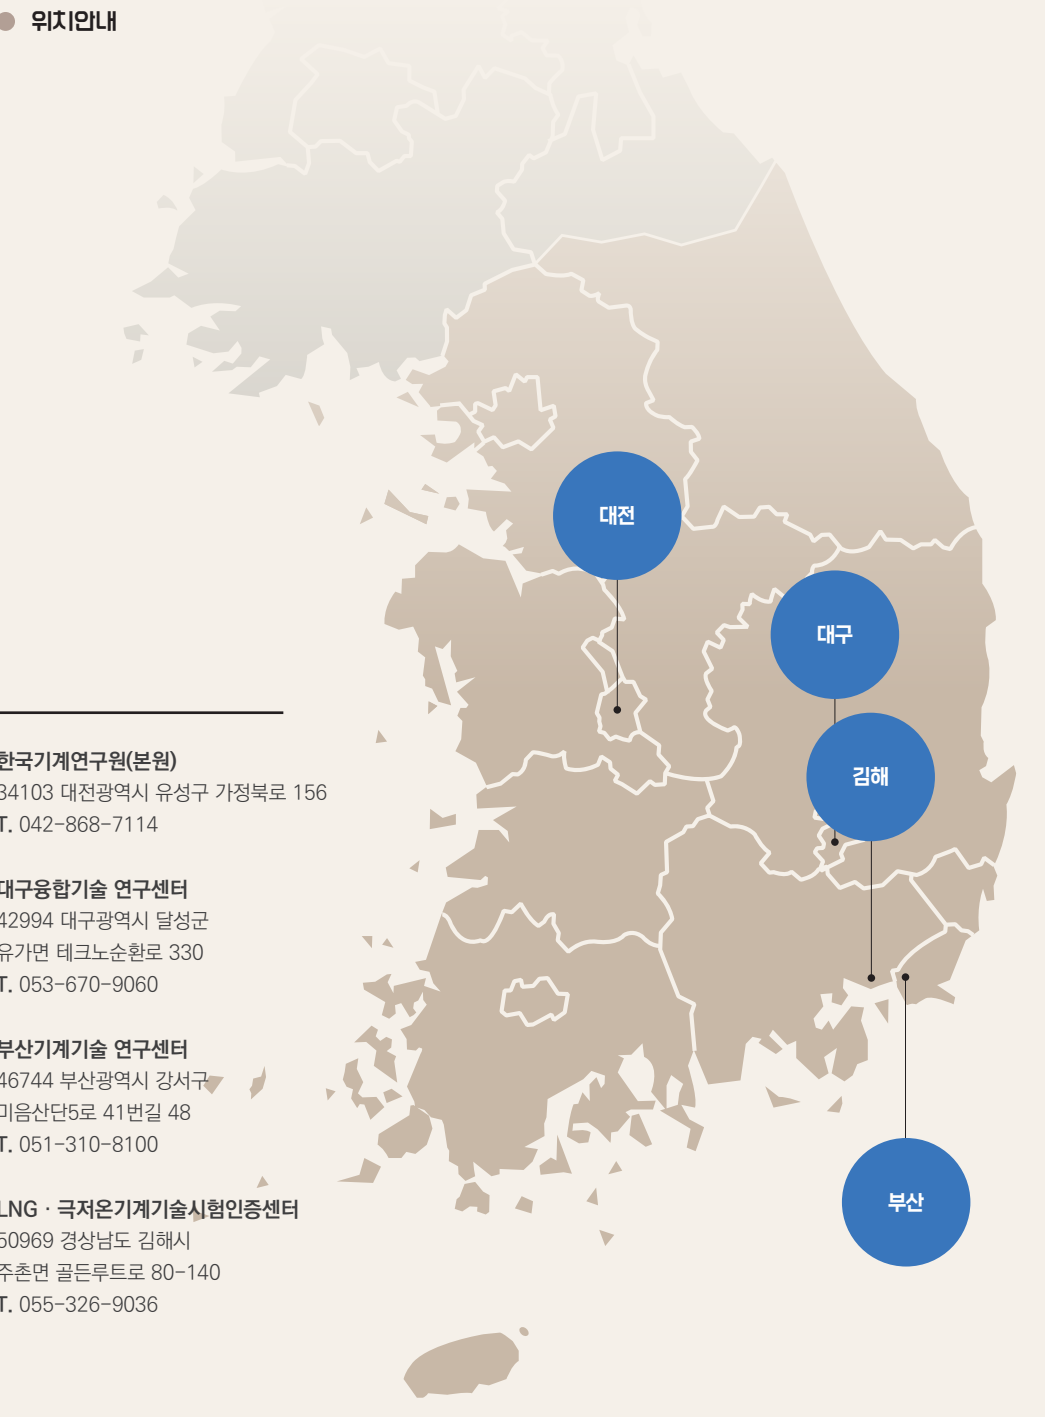 위치안내
대전
대구
김해
부산
한국기계연구원(본원)
34103 대전광역시 유성구 가정북로 156
T. 042-868-7114
대구융합기술 연구센터
42994 대구광역시 달성군
유가면 테크노순환로 330
T. 053-670-9060
부산기계기술 연구센터
46744 부산광역시 강서구
미음산단5로 41번길 48
T. 051-310-8100
LNG · 극저온기계기술시험인증센터
50969 경상남도 김해시
주촌면 골든루트로 80-140
T. 055-326-9036